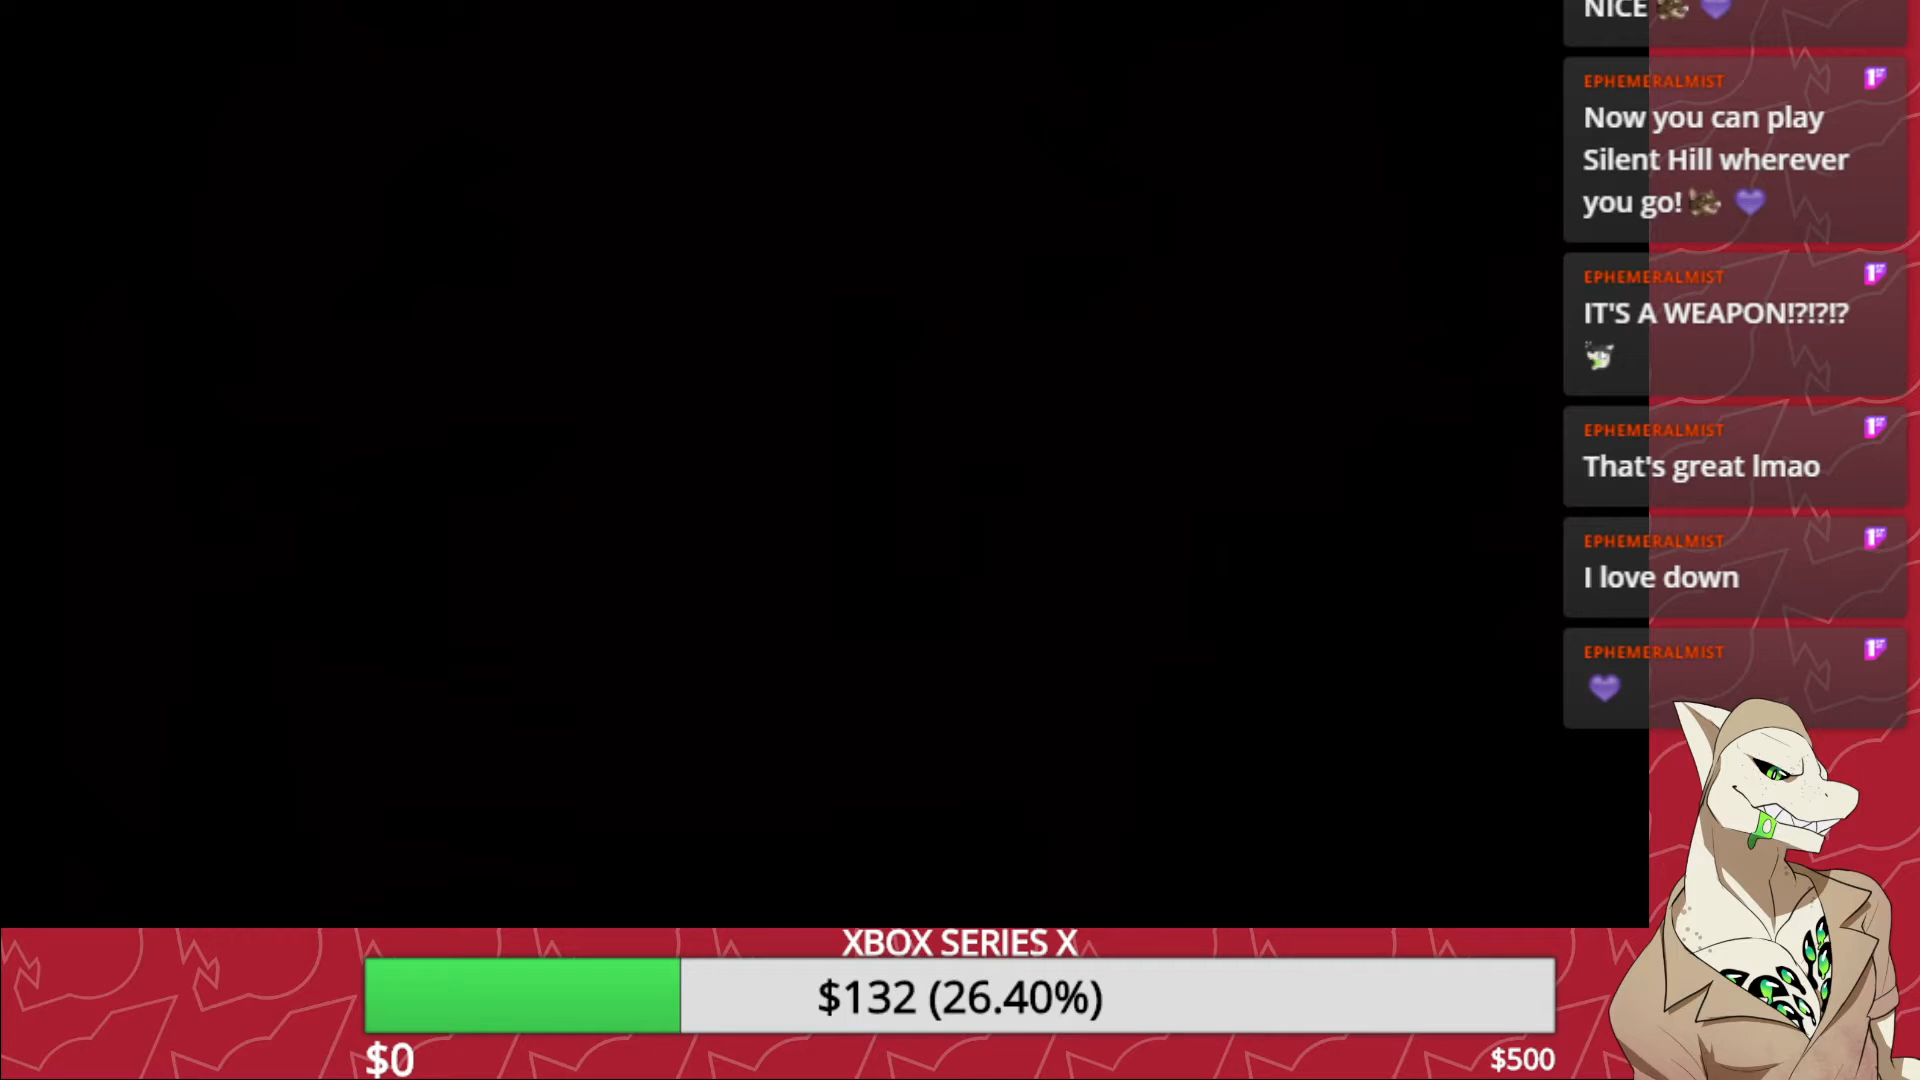 NICE
EPHEMERALMIST
Now you can play
Silent Hill wherever
you go!
EPHEMERALMIST
IT'S A WEAPON!?!?!?
EPHEMERALMIST
That's great lmao
EPHEMERALMIST
I love down
EPHEMERALMIST
XBOX SERIES X
$132 (26.40%)
$0
$500